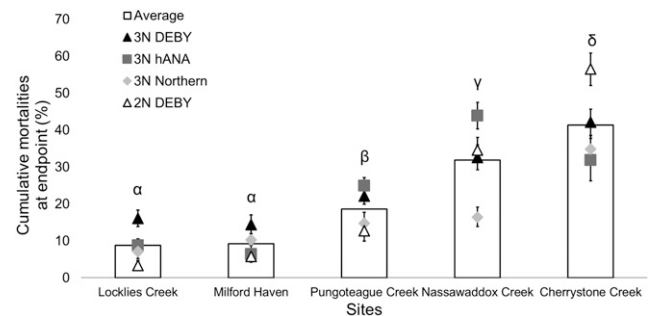 Average
3N DEBY
3N hANA
3N Northern
2N DEBY
Cumulative mortalities
at endpoint (%)
70
60
50
40
30
20
10
0
α
α
β
γ
δ
Locklies Creek
Milford Haven
Pungoteague Creek
Nassawaddox Creek
Cherrystone Creek
Sites